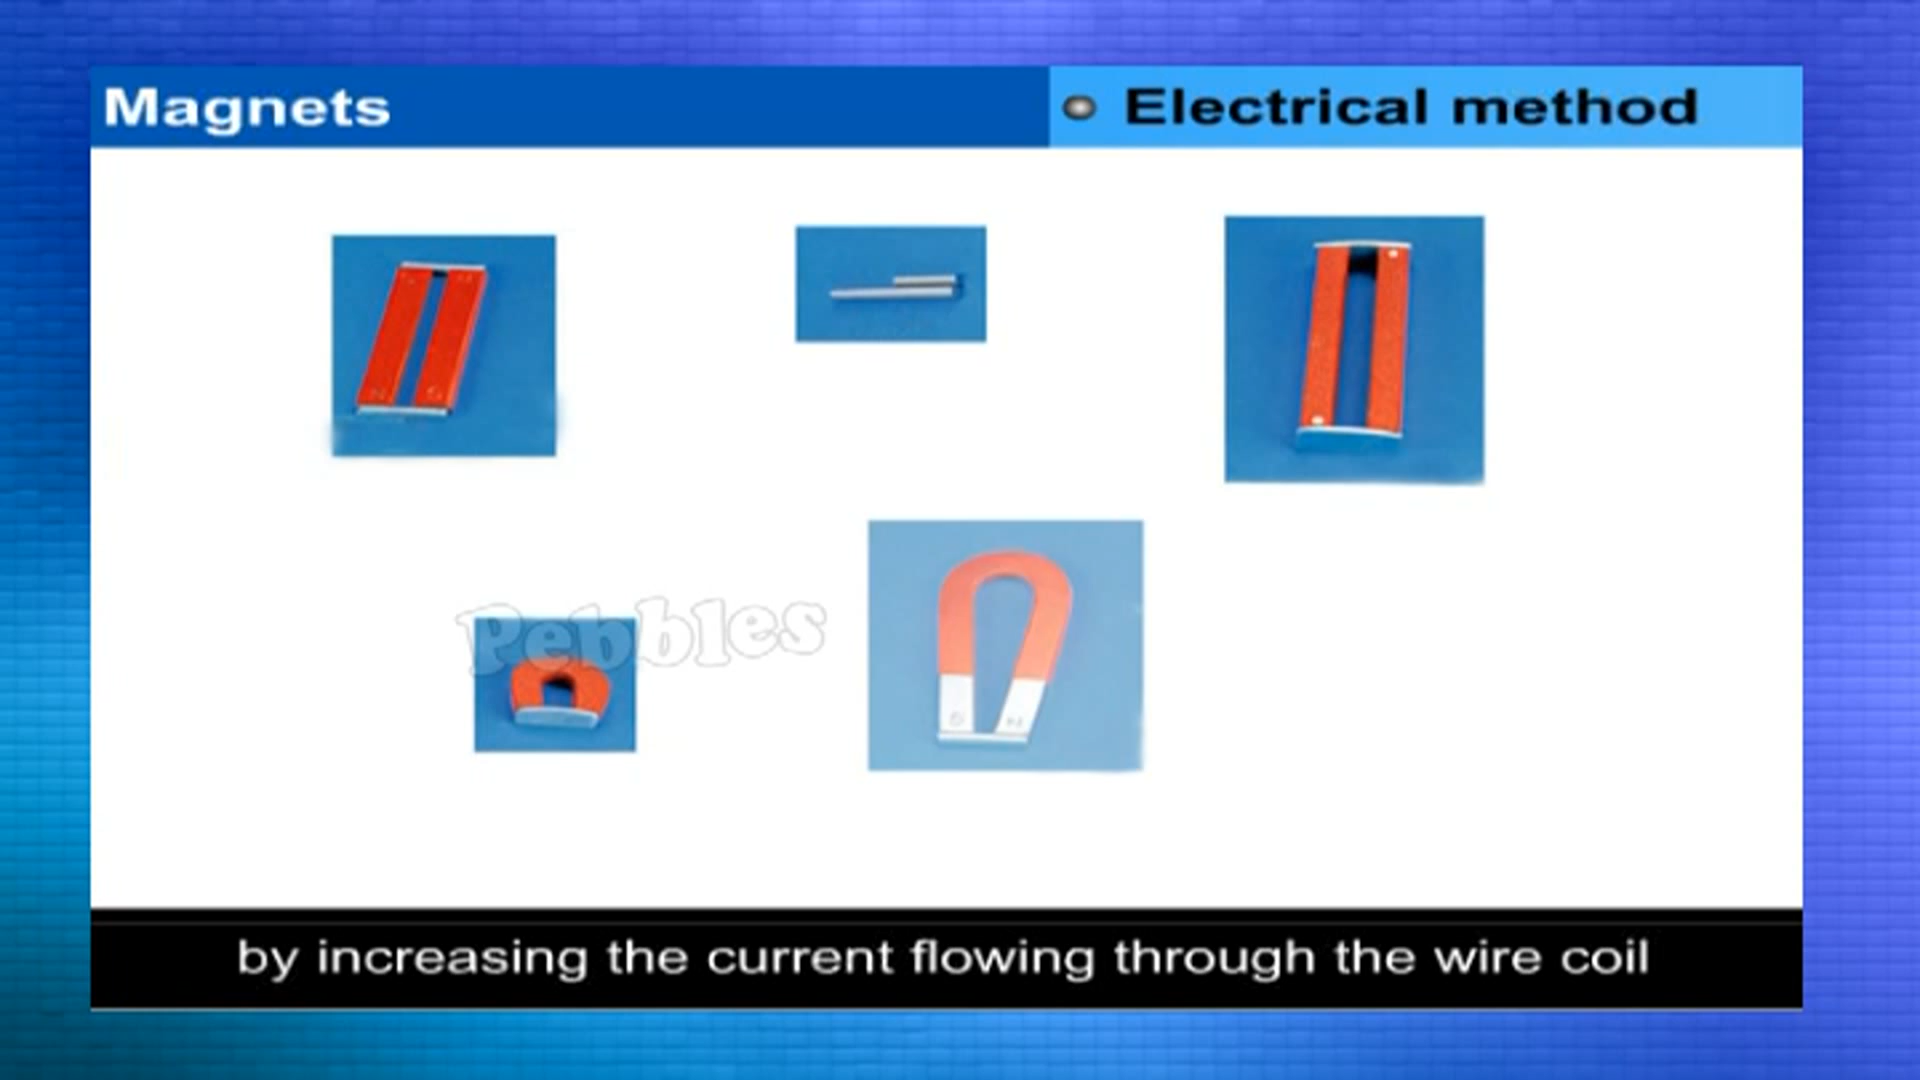 Magnets
Electrical method
Pebbles
S N
by increasing the current flowing through the wire coil